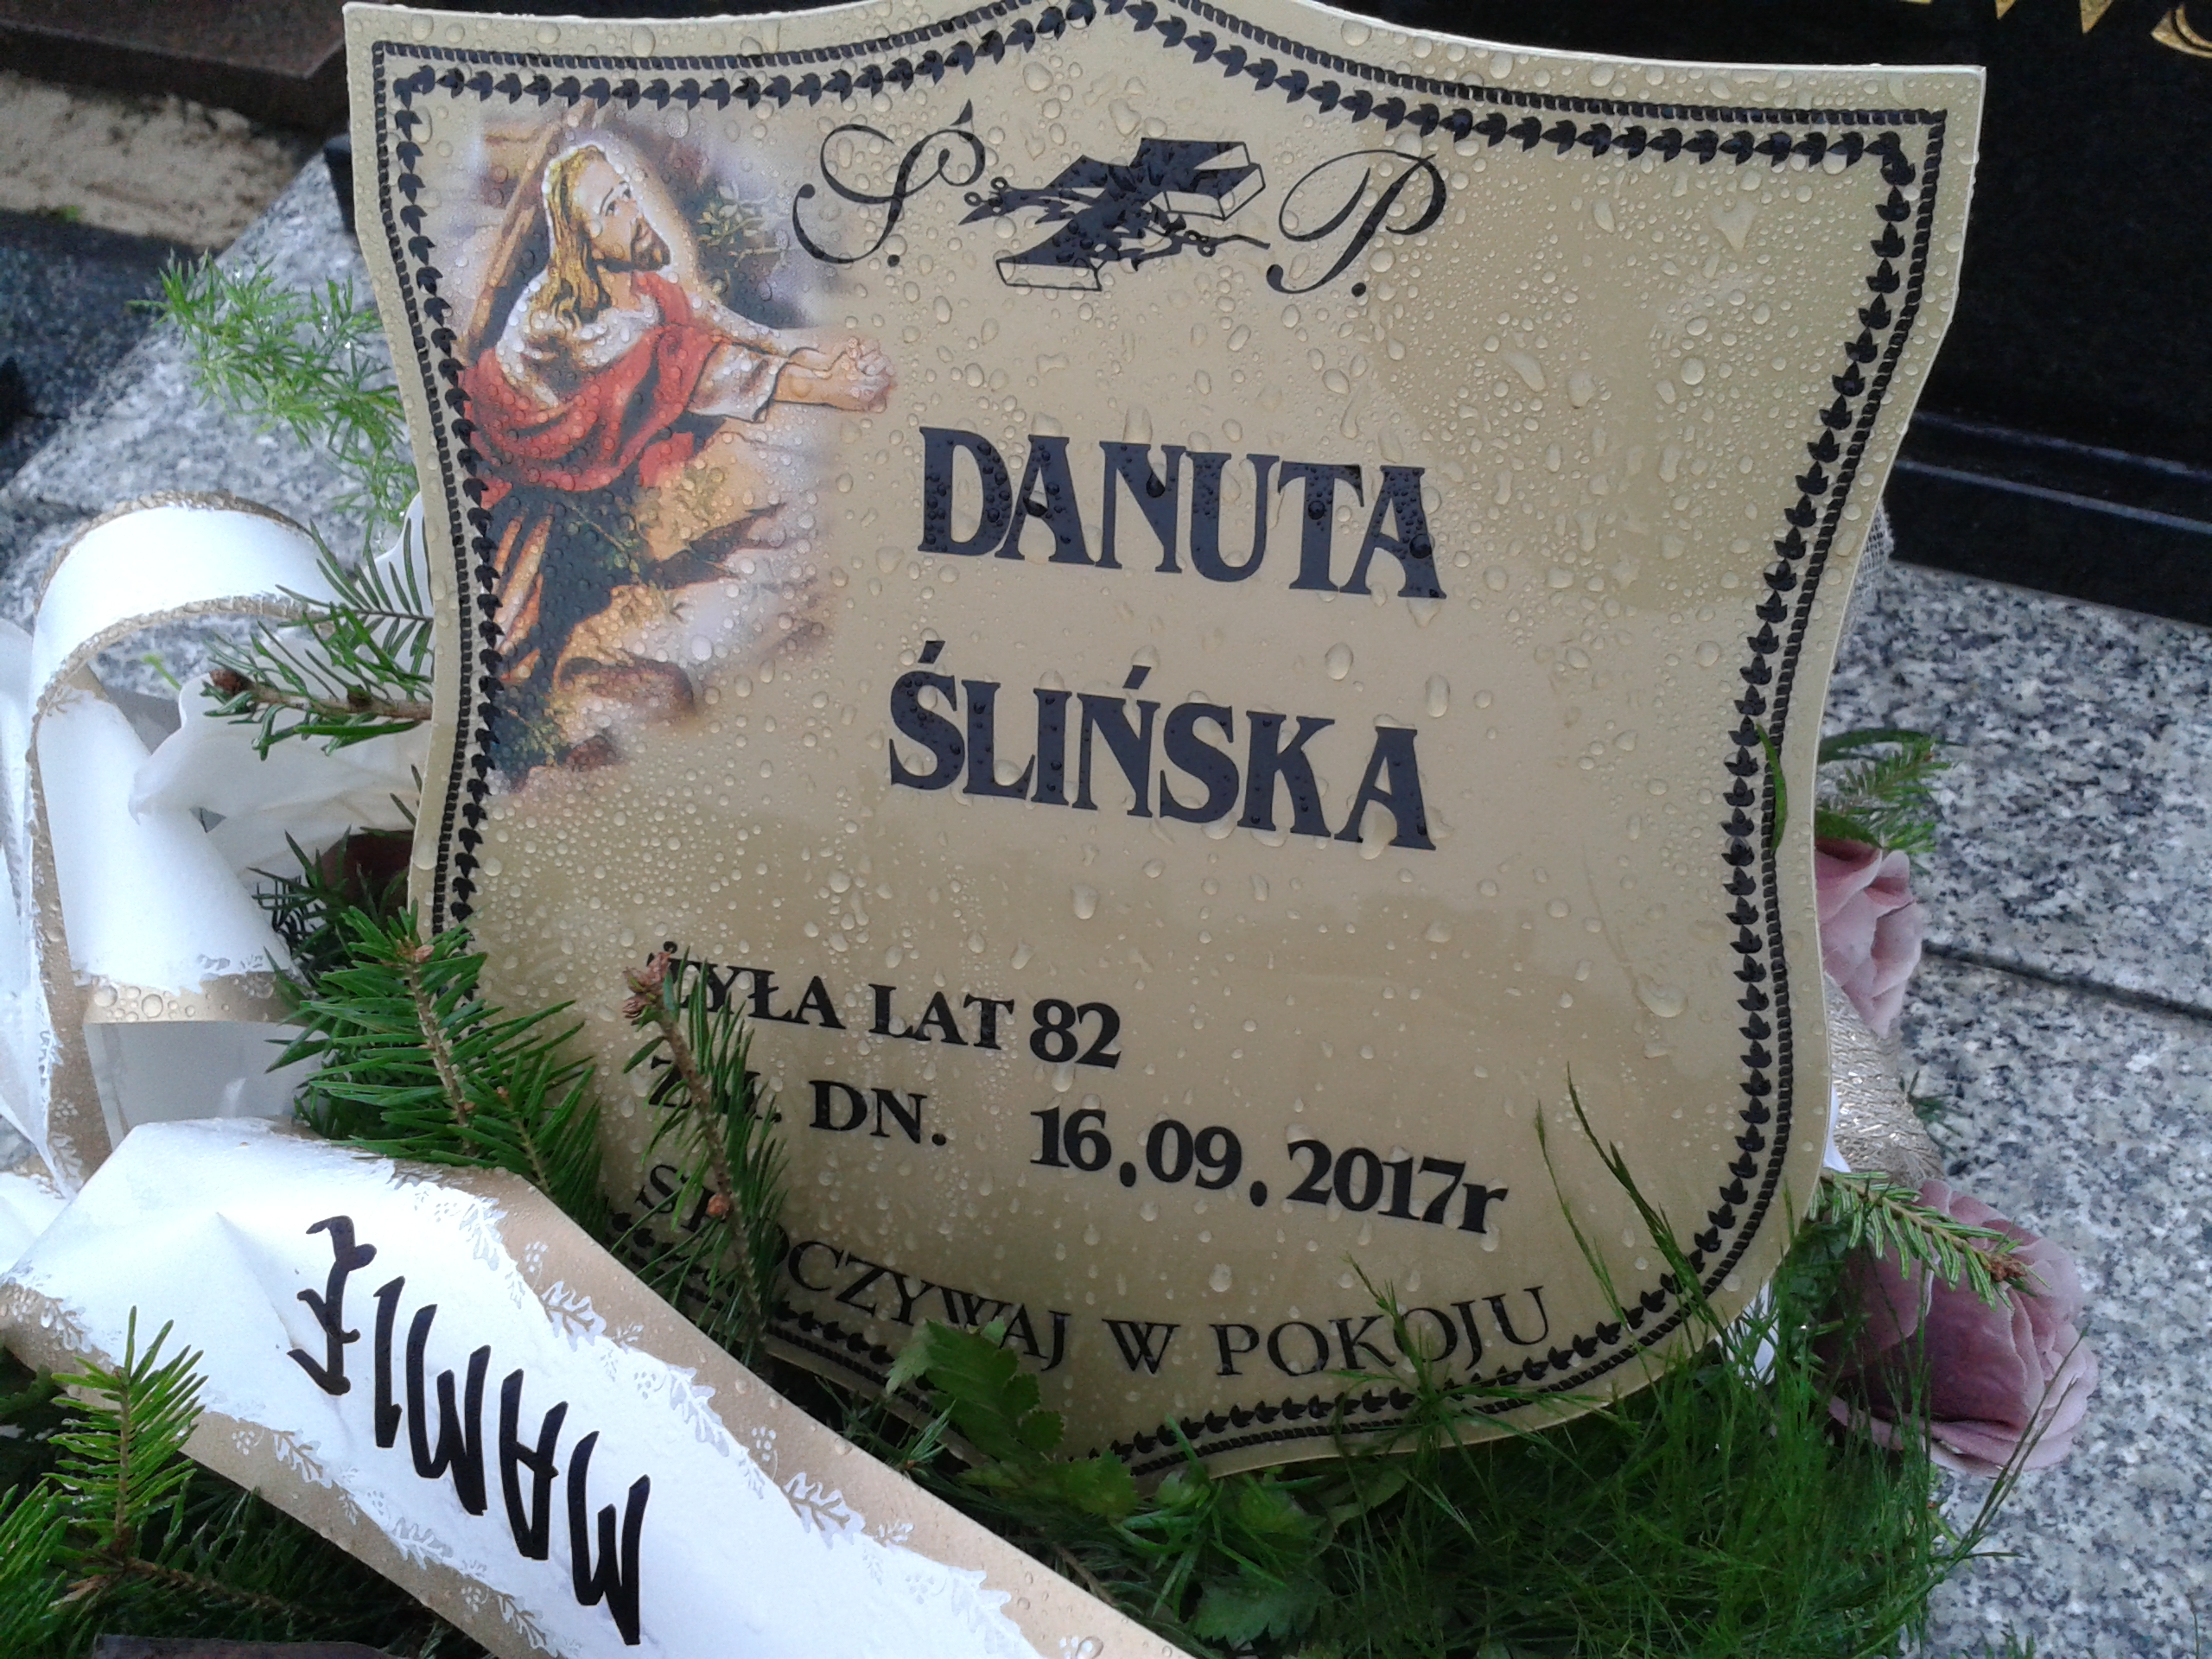 Ś. P.
DANUTA
ŚLIŃSKA
ŻYŁA LAT 82
ZM. DN. 16.09.2017r
SPOCZYWAJ W POKOJU
MAMIE